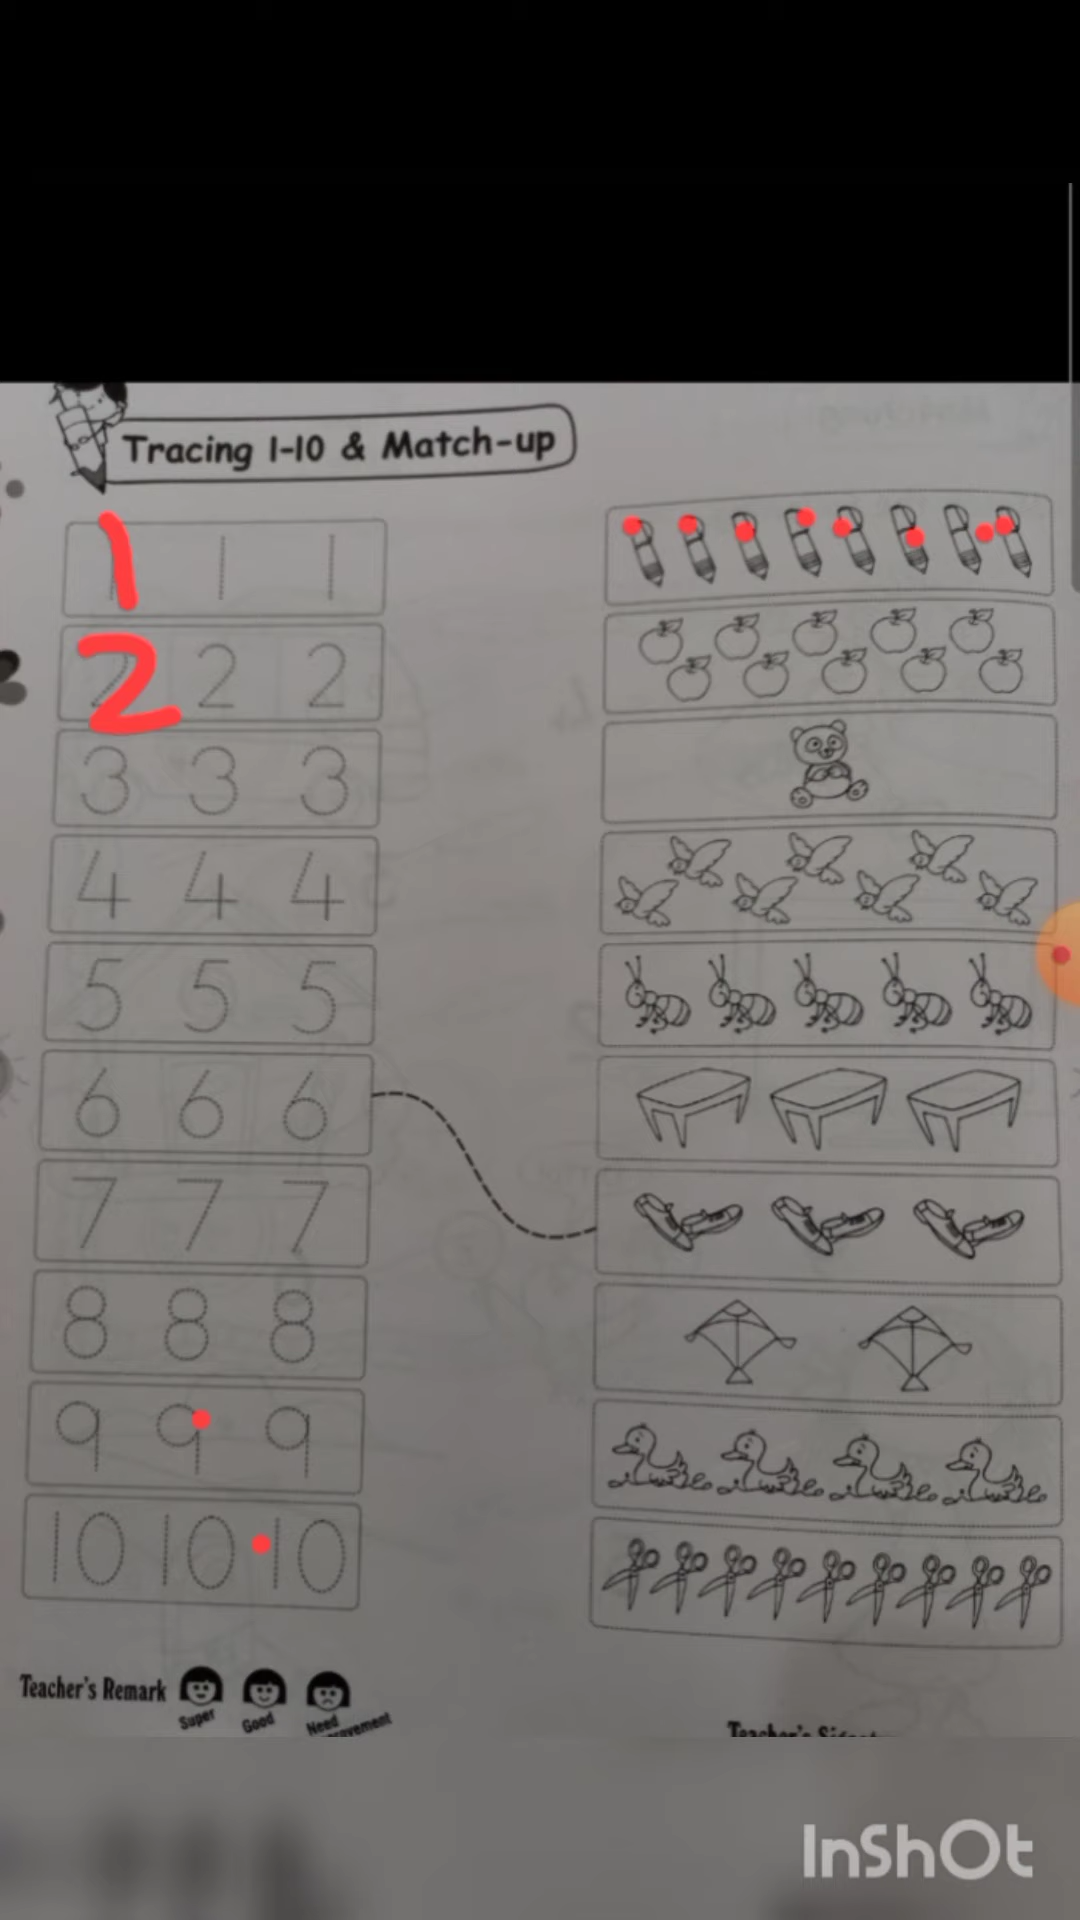 Tracing 1-10 & Match-up
1 1 1
2 2 2
3 3 3
4 4 4
5 5 5
6 6 6
7 7 7
8 8 8
9 9 9
10 10 10
Teacher's Remark
Super
Good
Need
Teacher's
InShOt